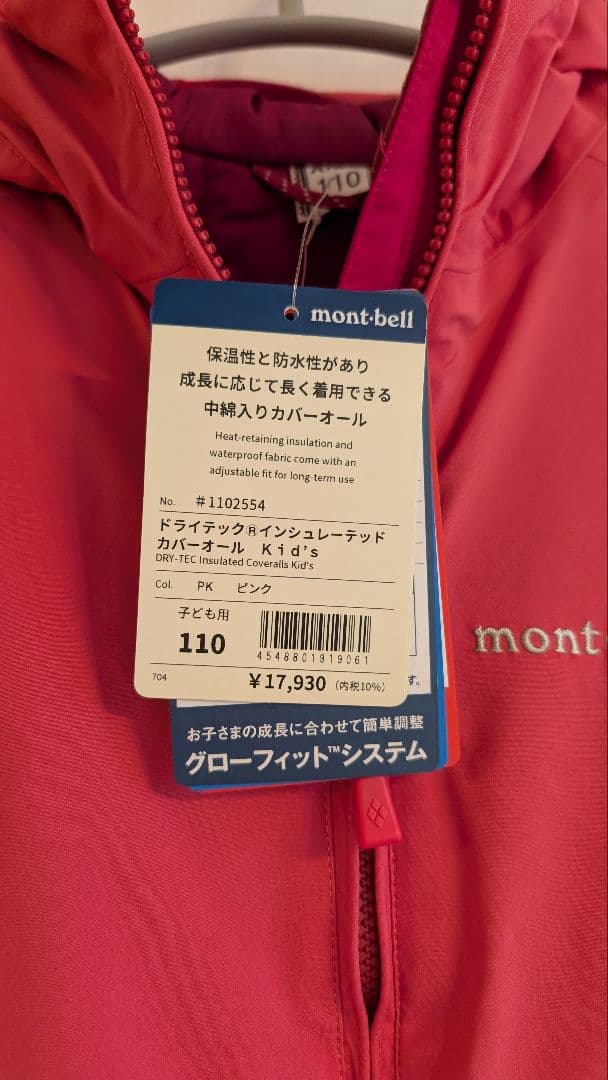 110
mont-bell
保温性と防水性があり
成長に応じて長く着用できる
中綿入りカバーオール
Heat-retaining insulation and
waterproof fabric come with an
adjustable fit for long-term use
No. #1102554
ドライテック®インシュレーテッド
カバーオール Kid's
DRY-TEC Insulated Coveralls Kid's
Col. PK ピンク
子ども用
110
4548801919061
704 ¥17,930 (内税10%)
す。
mont
お子さまの成長に合わせて簡単調整
グローフィット™システム